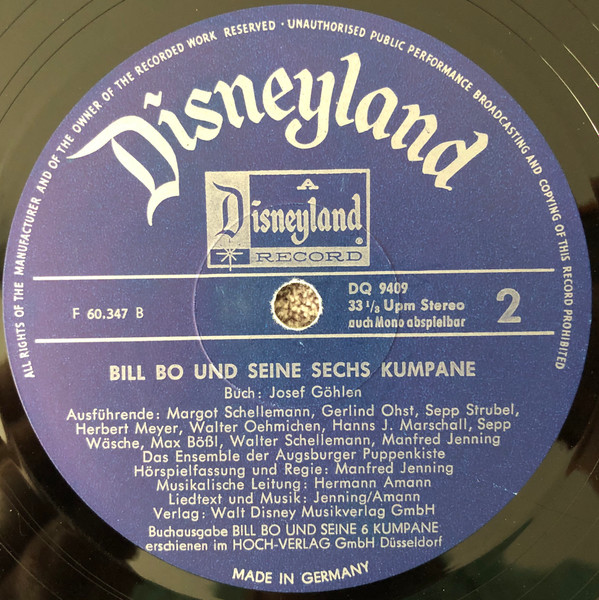 ALL RIGHTS OF THE MANUFACTURER AND OF THE OWNER OF THE RECORDED WORK RESERVED · UNAUTHORISED PUBLIC PERFORMANCE BROADCASTING AND COPYING OF THIS RECORD PROHIBITED
Disneyland
A
Disneyland
®
RECORD
F 60.347 B
DQ 9409
33 1/3 Upm Stereo
auch Mono abspielbar
2
BILL BO UND SEINE SECHS KUMPANE
Buch: Josef Göhlen
Ausführende: Margot Schellemann, Gerlind Ohst, Sepp Strubel,
Herbert Meyer, Walter Oehmichen, Hanns J. Marschall, Sepp
Wäsche, Max Bößl, Walter Schellemann, Manfred Jenning
Das Ensemble der Augsburger Puppenkiste
Hörspielfassung und Regie: Manfred Jenning
Musikalische Leitung: Hermann Amann
Liedtext und Musik: Jenning/Amann
Verlag: Walt Disney Musikverlag GmbH
Buchausgabe BILL BO UND SEINE 6 KUMPANE
erschienen im HOCH-VERLAG GmbH Düsseldorf
MADE IN GERMANY